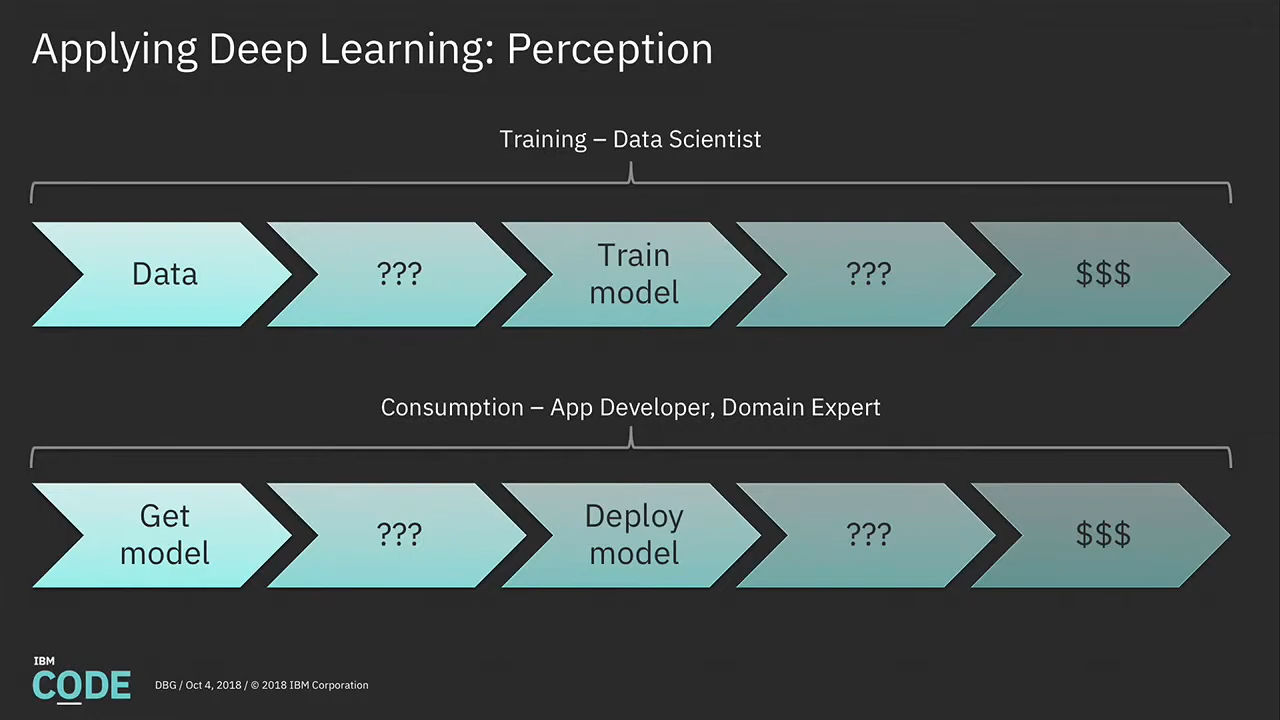 Applying Deep Learning: Perception
Training – Data Scientist
Data
???
Train
model
???
$$$
Consumption – App Developer, Domain Expert
Get
model
???
Deploy
model
???
$$$
IBM
CODE
DBG / Oct 4, 2018 / © 2018 IBM Corporation